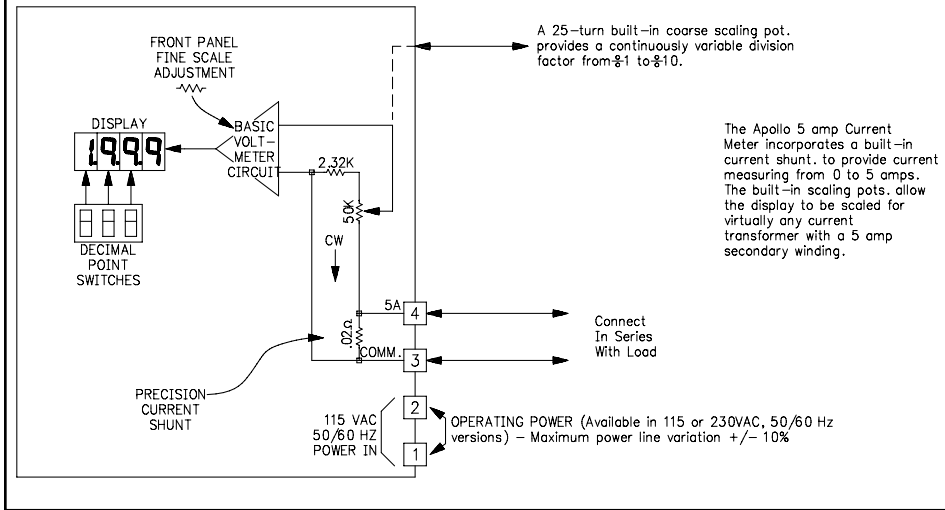 A 25-turn built-in coarse scaling pot.
provides a continuously variable division
factor from ÷1 to ÷10.
FRONT PANEL
FINE SCALE
ADJUSTMENT
DISPLAY
1.9.9.9
BASIC
VOLT-
METER
CIRCUIT
2.32K
50K
CW
DECIMAL
POINT
SWITCHES
The Apollo 5 amp Current
Meter incorporates a built-in
current shunt. to provide current
measuring from 0 to 5 amps.
The built-in scaling pots. allow
the display to be scaled for
virtually any current
transformer with a 5 amp
secondary winding.
5A
4
.02Ω
COMM.
3
Connect
In Series
With Load
PRECISION
CURRENT
SHUNT
115 VAC
50/60 HZ
POWER IN
2
1
OPERATING POWER (Available in 115 or 230VAC, 50/60 Hz
versions) - Maximum power line variation +/- 10%